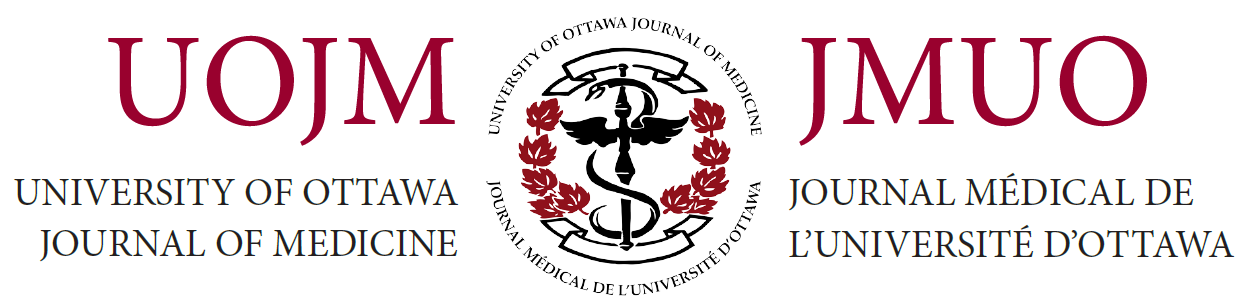 UOJM
UNIVERSITY OF OTTAWA
JOURNAL OF MEDICINE
UNIVERSITY OF OTTAWA JOURNAL OF MEDICINE
JOURNAL MÉDICAL DE L'UNIVERSITÉ D'OTTAWA
JMUO
JOURNAL MÉDICAL DE
L'UNIVERSITÉ D'OTTAWA